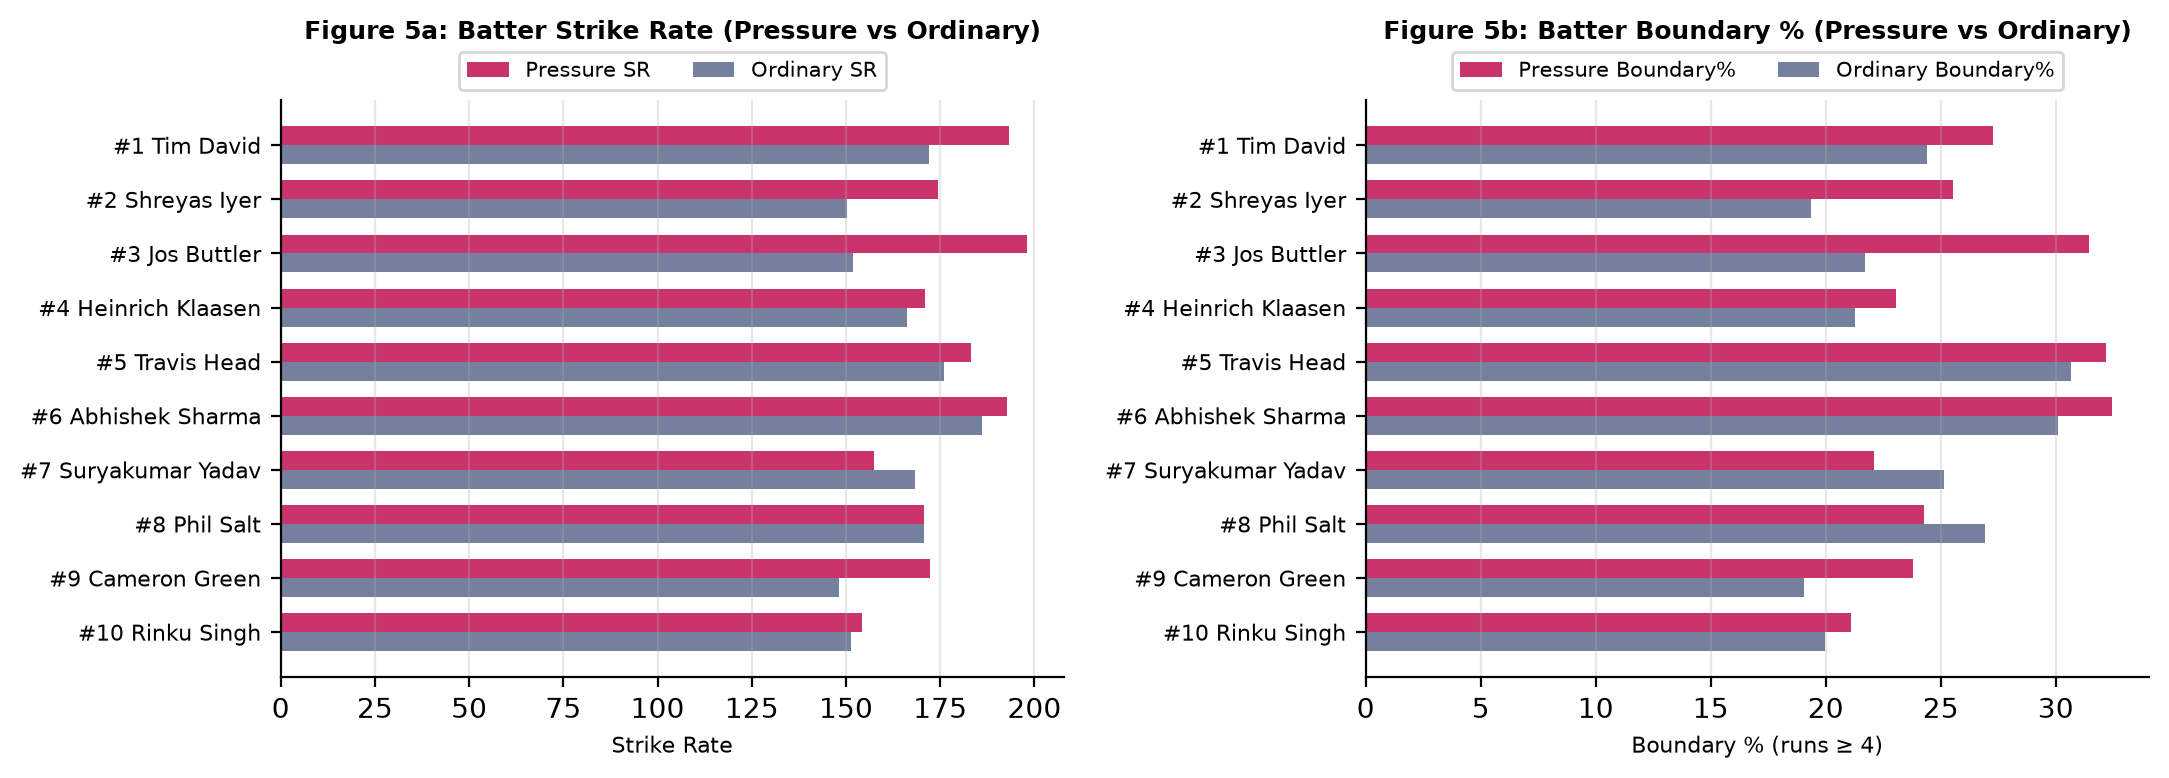 Figure 5a: Batter Strike Rate (Pressure vs Ordinary)
Pressure SR
Ordinary SR
#1 Tim David
#2 Shreyas Iyer
#3 Jos Buttler
#4 Heinrich Klaasen
#5 Travis Head
#6 Abhishek Sharma
#7 Suryakumar Yadav
#8 Phil Salt
#9 Cameron Green
#10 Rinku Singh
0 25 50 75 100 125 150 175 200
Strike Rate
Figure 5b: Batter Boundary % (Pressure vs Ordinary)
Pressure Boundary%
Ordinary Boundary%
#1 Tim David
#2 Shreyas Iyer
#3 Jos Buttler
#4 Heinrich Klaasen
#5 Travis Head
#6 Abhishek Sharma
#7 Suryakumar Yadav
#8 Phil Salt
#9 Cameron Green
#10 Rinku Singh
0 5 10 15 20 25 30
Boundary % (runs ≥ 4)